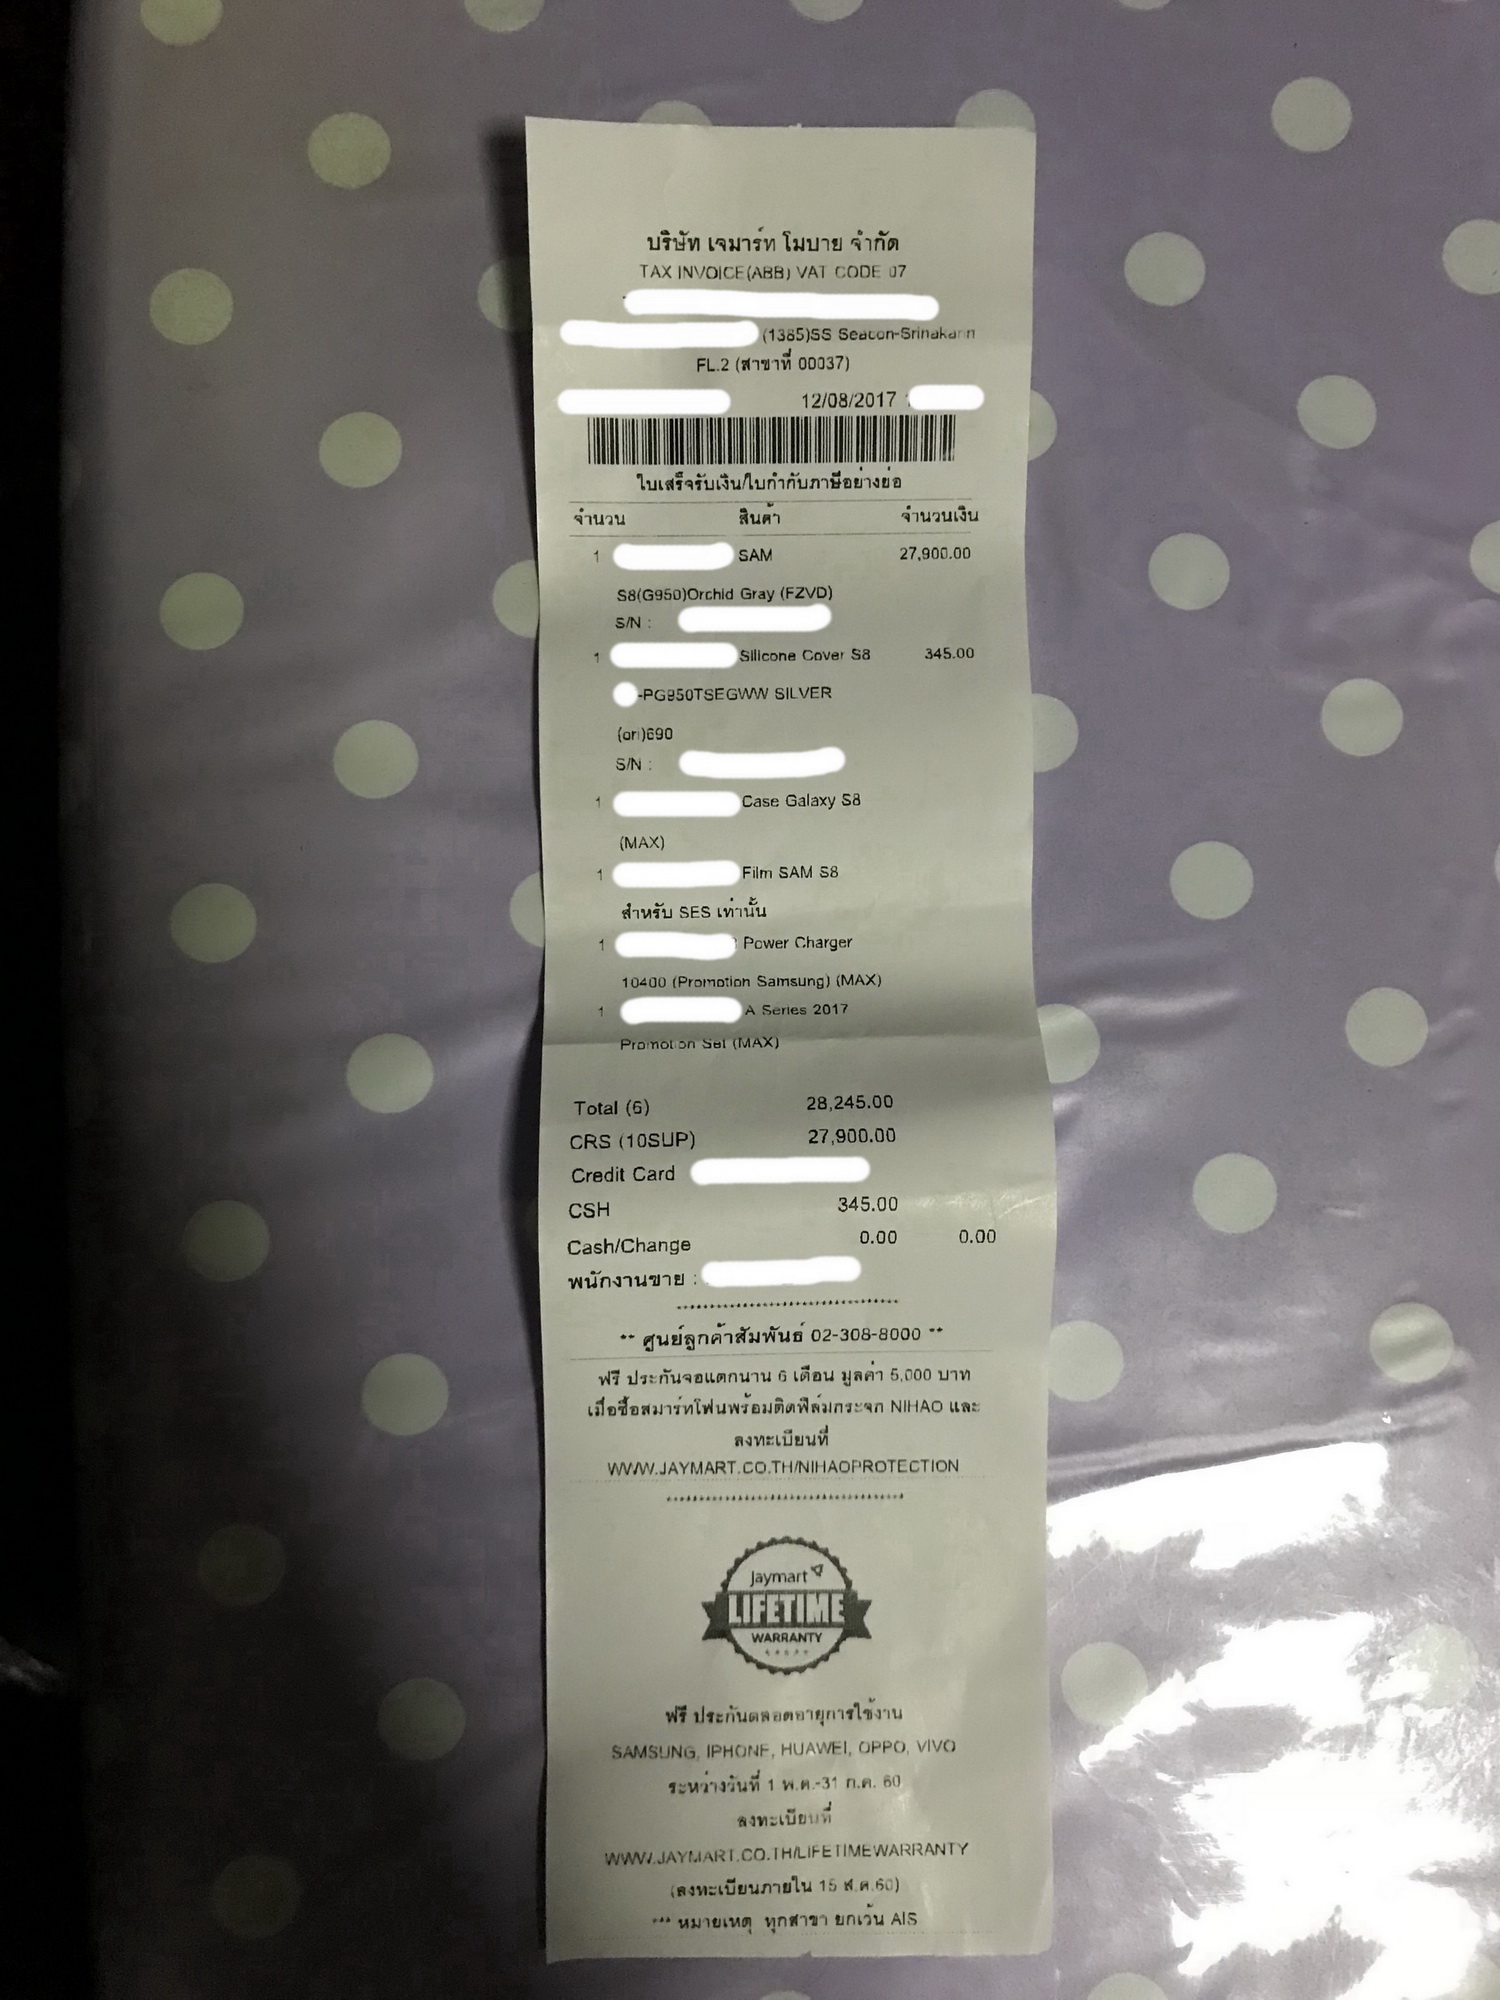 บริษัท เจมาร์ท โมบาย จำกัด
TAX INVOICE(ABB) VAT CODE 07
(1385)SS Seacon-Srinakarin
FL.2 (สาขาที่ 00037)
12/08/2017
ใบเสร็จรับเงิน/ใบกำกับภาษีอย่างย่อ
จำนวน สินค้า จำนวนเงิน
1 SAM 27,900.00
S8(G950)Orchid Gray (FZVD)
S/N :
1 Silicone Cover S8 345.00
-PG950TSEGWW SILVER
(ori)690
S/N :
1 Case Galaxy S8
(MAX)
1 Film SAM S8
สำหรับ SES เท่านั้น
1 Power Charger
10400 (Promotion Samsung) (MAX)
1 A Series 2017
Promotion Set (MAX)
Total (6) 28,245.00
CRS (10SUP) 27,900.00
Credit Card
CSH 345.00
Cash/Change 0.00 0.00
พนักงานขาย :
** ศูนย์ลูกค้าสัมพันธ์ 02-308-8000 **
ฟรี ประกันจอแตกนาน 6 เดือน มูลค่า 5,000 บาท
เมื่อซื้อสมาร์ทโฟนพร้อมติดฟิล์มกระจก NIHAO และ
ลงทะเบียนที่
WWW.JAYMART.CO.TH/NIHAOPROTECTION
Jaymart
LIFETIME
WARRANTY
ฟรี ประกันตลอดอายุการใช้งาน
SAMSUNG, IPHONE, HUAWEI, OPPO, VIVO
ระหว่างวันที่ 1 พ.ค.-31 ก.ค. 60
ลงทะเบียนที่
WWW.JAYMART.CO.TH/LIFETIMEWARRANTY
(ลงทะเบียนภายใน 15 ส.ค.60)
*** หมายเหตุ ทุกสาขา ยกเว้น AIS